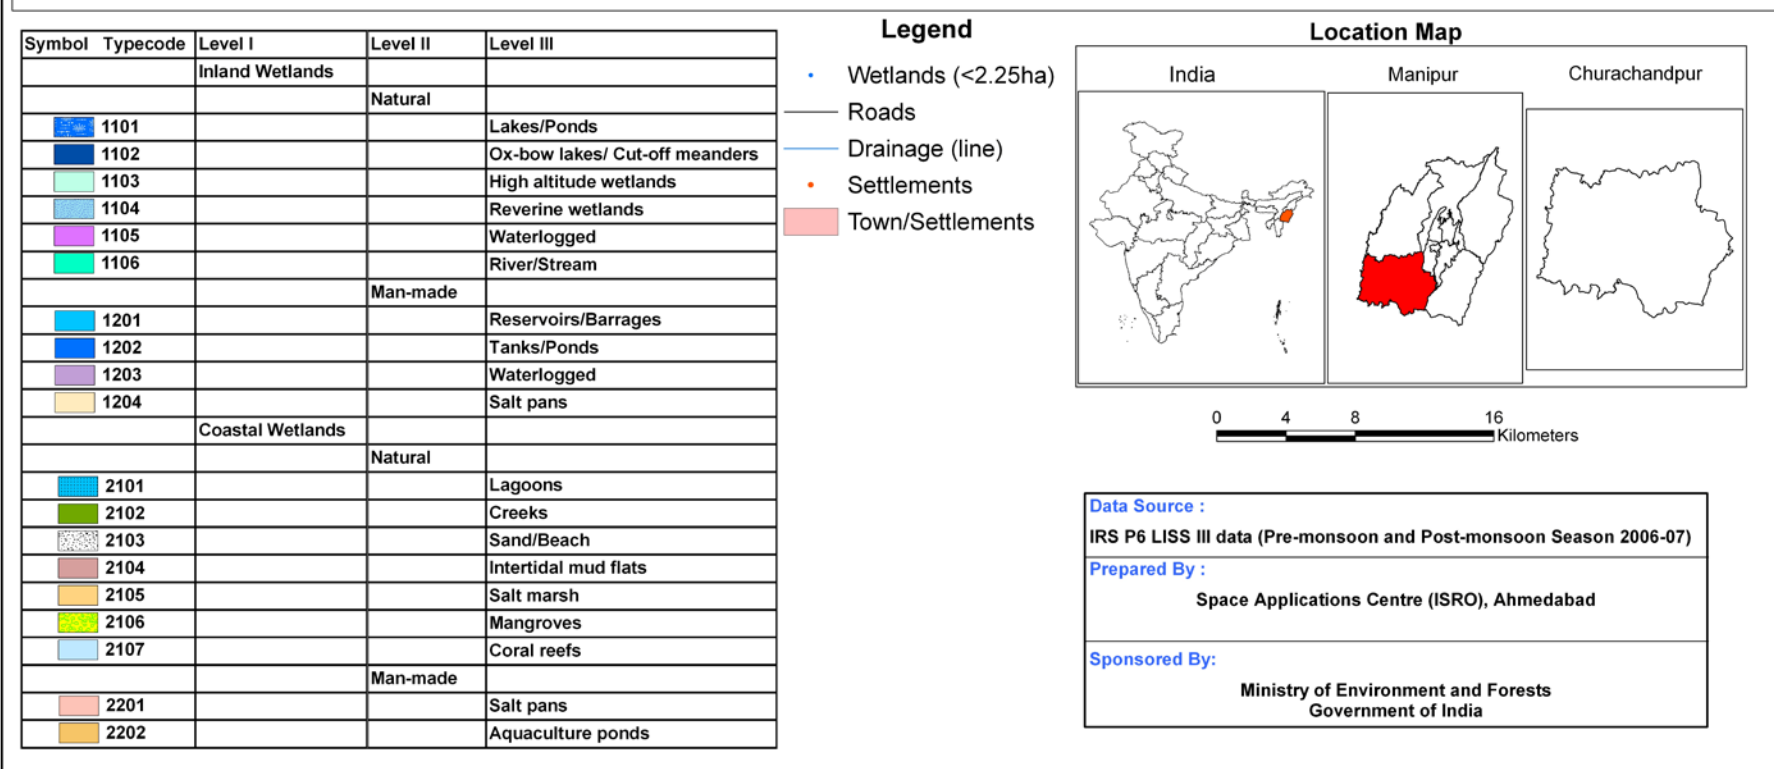 Symbol Typecode Level I Level II Level III
Inland Wetlands
Natural
1101 Lakes/Ponds
1102 Ox-bow lakes/ Cut-off meanders
1103 High altitude wetlands
1104 Reverine wetlands
1105 Waterlogged
1106 River/Stream
Man-made
1201 Reservoirs/Barrages
1202 Tanks/Ponds
1203 Waterlogged
1204 Salt pans
Coastal Wetlands
Natural
2101 Lagoons
2102 Creeks
2103 Sand/Beach
2104 Intertidal mud flats
2105 Salt marsh
2106 Mangroves
2107 Coral reefs
Man-made
2201 Salt pans
2202 Aquaculture ponds
Legend
Wetlands (<2.25ha)
Roads
Drainage (line)
Settlements
Town/Settlements
Location Map
India Manipur Churachandpur
0 4 8 16
Kilometers
Data Source :
IRS P6 LISS III data (Pre-monsoon and Post-monsoon Season 2006-07)
Prepared By :
Space Applications Centre (ISRO), Ahmedabad
Sponsored By:
Ministry of Environment and Forests
Government of India